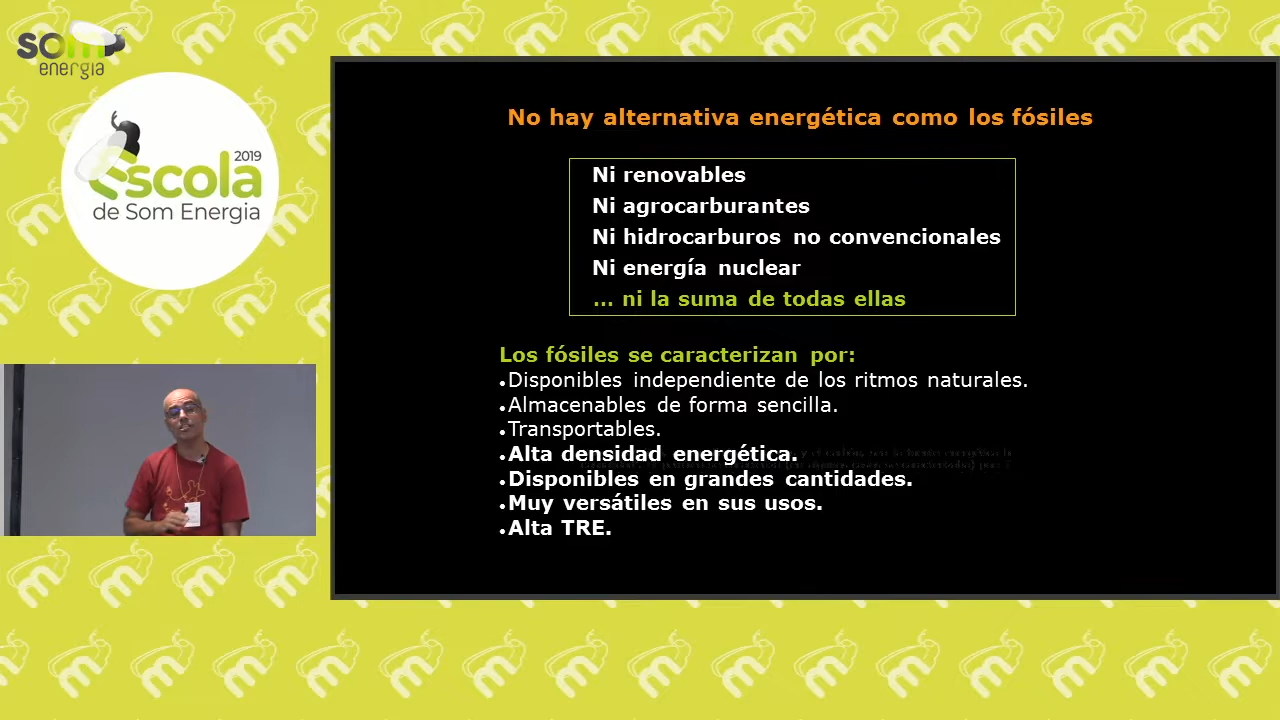 som
energia
2019
Escola
de Som Energia
No hay alternativa energética como los fósiles
Ni renovables
Ni agrocarburantes
Ni hidrocarburos no convencionales
Ni energía nuclear
... ni la suma de todas ellas
Los fósiles se caracterizan por:
•Disponibles independiente de los ritmos naturales.
•Almacenables de forma sencilla.
•Transportables.
•Alta densidad energética.
•Disponibles en grandes cantidades.
•Muy versátiles en sus usos.
•Alta TRE.